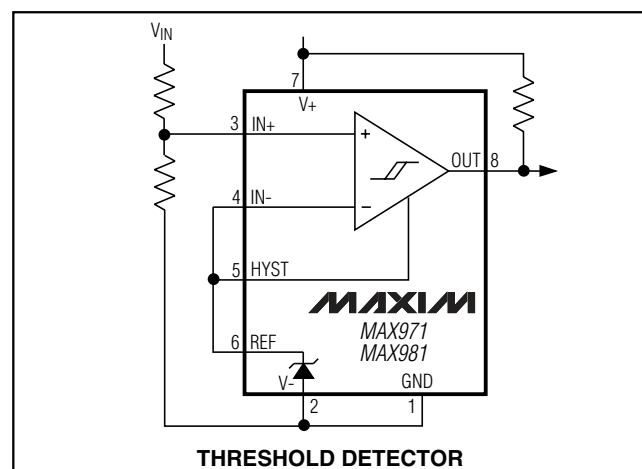 VIN
7
V+
3 IN+
+
OUT 8
4 IN-
−
5 HYST
MAXIM
MAX971
MAX981
6 REF
V-
GND
2
1
THRESHOLD DETECTOR